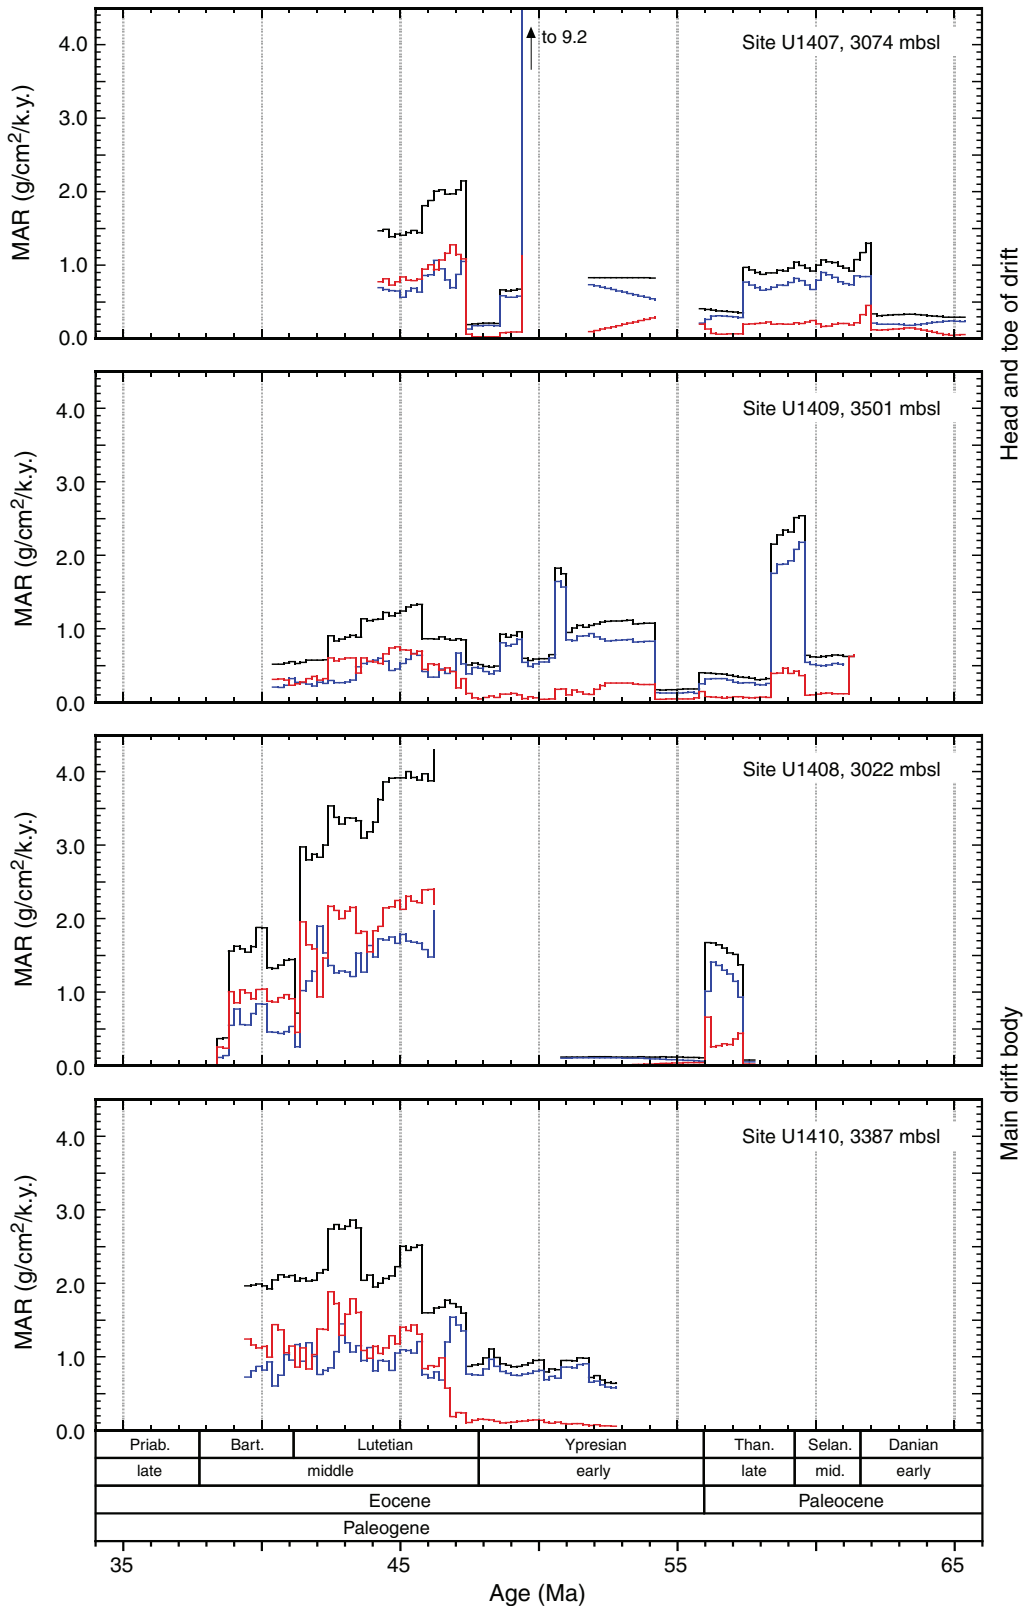 to 9.2
Site U1407, 3074 mbsl
4.0
3.0
2.0
1.0
0.0
MAR (g/cm²/k.y.)
Site U1409, 3501 mbsl
4.0
3.0
2.0
1.0
0.0
MAR (g/cm²/k.y.)
Head and toe of drift
Site U1408, 3022 mbsl
4.0
3.0
2.0
1.0
0.0
MAR (g/cm²/k.y.)
Site U1410, 3387 mbsl
4.0
3.0
2.0
1.0
0.0
MAR (g/cm²/k.y.)
Main drift body
Priab. Bart. Lutetian Ypresian Than. Selan. Danian
late middle early late mid. early
Eocene Paleocene
Paleogene
35 45 55 65
Age (Ma)